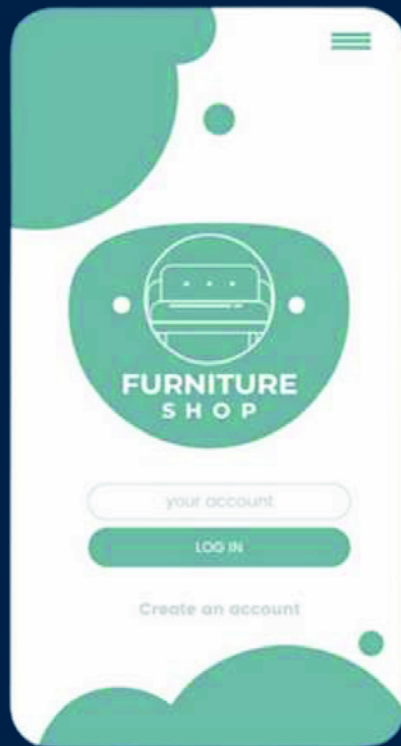 FURNITURE
SHOP
your account
LOG IN
Create an account